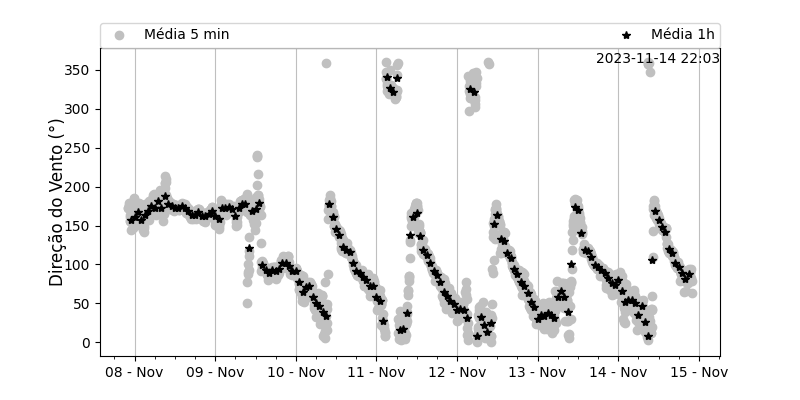 Média 5 min
Média 1h
2023-11-14 22:03
Direção do Vento (°)
350
300
250
200
150
100
50
0
08 - Nov
09 - Nov
10 - Nov
11 - Nov
12 - Nov
13 - Nov
14 - Nov
15 - Nov